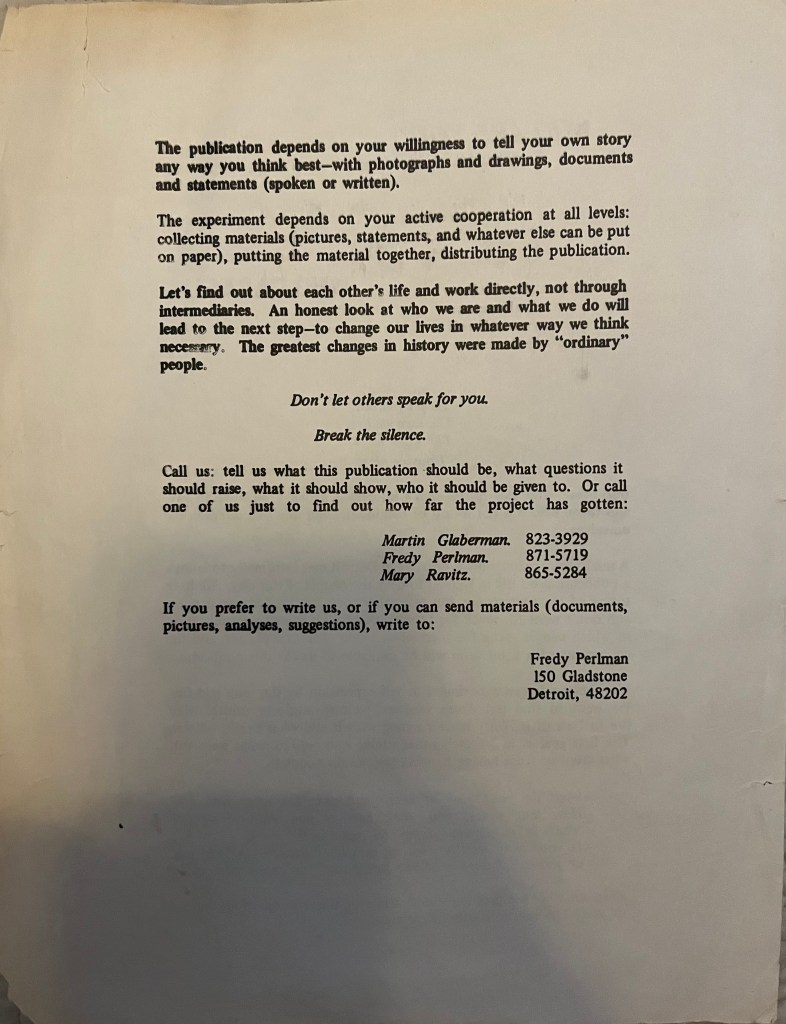 The publication depends on your willingness to tell your own story
any way you think best—with photographs and drawings, documents
and statements (spoken or written).
The experiment depends on your active cooperation at all levels:
collecting materials (pictures, statements, and whatever else can be put
on paper), putting the material together, distributing the publication.
Let's find out about each other's life and work directly, not through
intermediaries. An honest look at who we are and what we do will
lead to the next step—to change our lives in whatever way we think
necessary. The greatest changes in history were made by "ordinary"
people.
Don't let others speak for you.
Break the silence.
Call us: tell us what this publication should be, what questions it
should raise, what it should show, who it should be given to. Or call
one of us just to find out how far the project has gotten:
Martin Glaberman. 823-3929
Fredy Perlman. 871-5719
Mary Ravitz. 865-5284
If you prefer to write us, or if you can send materials (documents,
pictures, analyses, suggestions), write to:
Fredy Perlman
150 Gladstone
Detroit, 48202